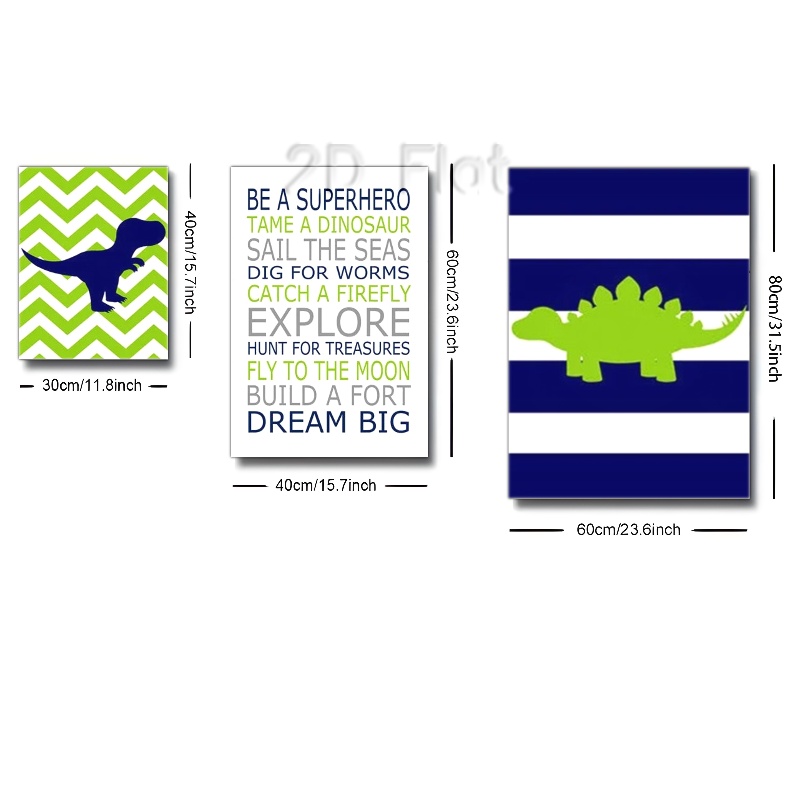 2D Flat
BE A SUPERHERO
TAME A DINOSAUR
SAIL THE SEAS
DIG FOR WORMS
CATCH A FIREFLY
EXPLORE
HUNT FOR TREASURES
FLY TO THE MOON
BUILD A FORT
DREAM BIG
40cm/15.7inch
30cm/11.8inch
60cm/23.6inch
40cm/15.7inch
80cm/31.5inch
60cm/23.6inch